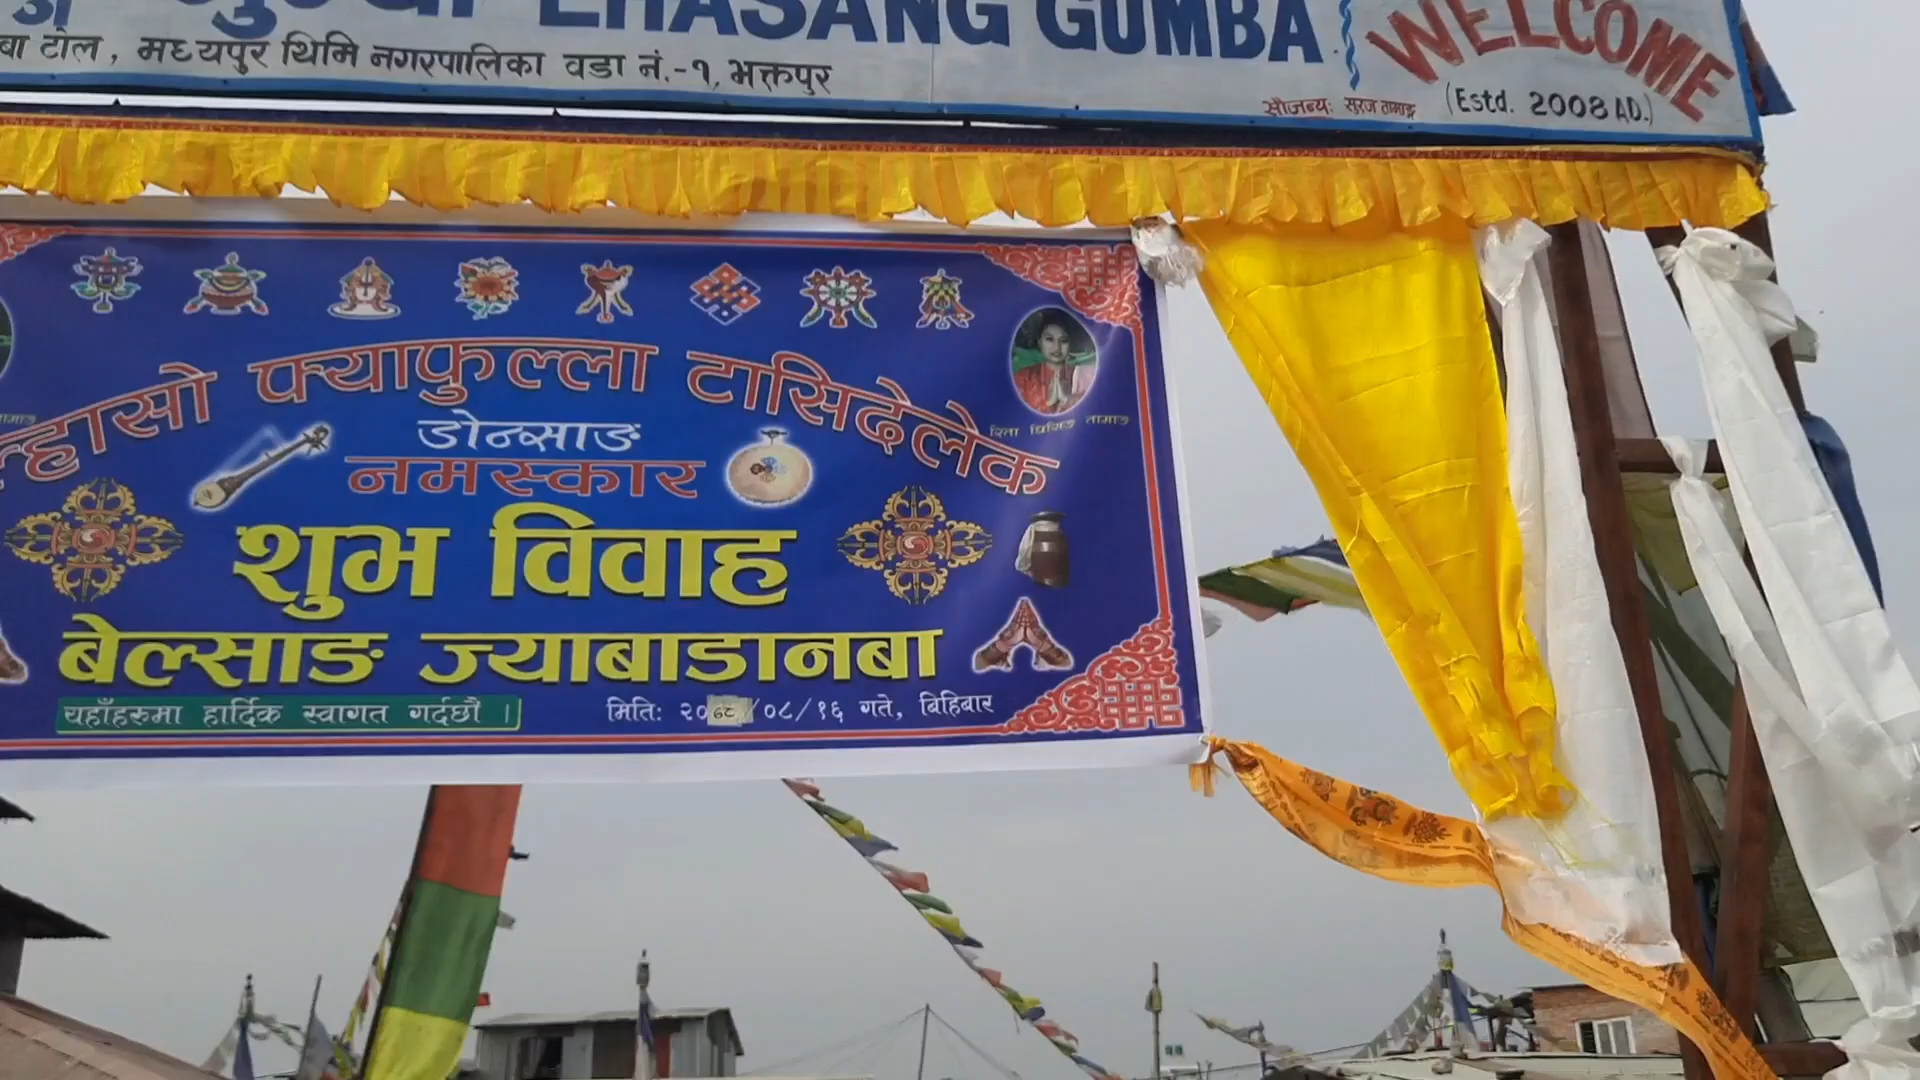 LHASANG GUMBA
WELCOME
टोल, मध्यपुर थिमि नगरपालिका वडा नं.-१, भक्तपुर
सौजन्यः सुरज तामाङ
(Estd. 2008 AD.)
ल्हासो फ्याफुल्ला टासिदेलेक
डोन्साङ
नमस्कार
रिता घिसिङ तामाङ
शुभ विवाह
बेल्साङ ज्याबाडानबा
यहाँहरुमा हार्दिक स्वागत गर्दछौ ।
मितिः २०६८/०८/१६ गते, बिहिबार